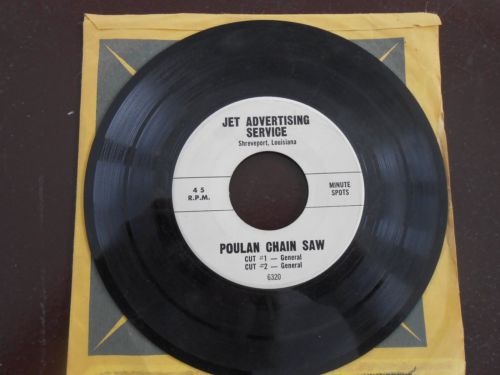 JET ADVERTISING
SERVICE
Shreveport, Louisiana
45
R.P.M.
MINUTE
SPOTS
POULAN CHAIN SAW
CUT #1 — General
CUT #2 — General
6320